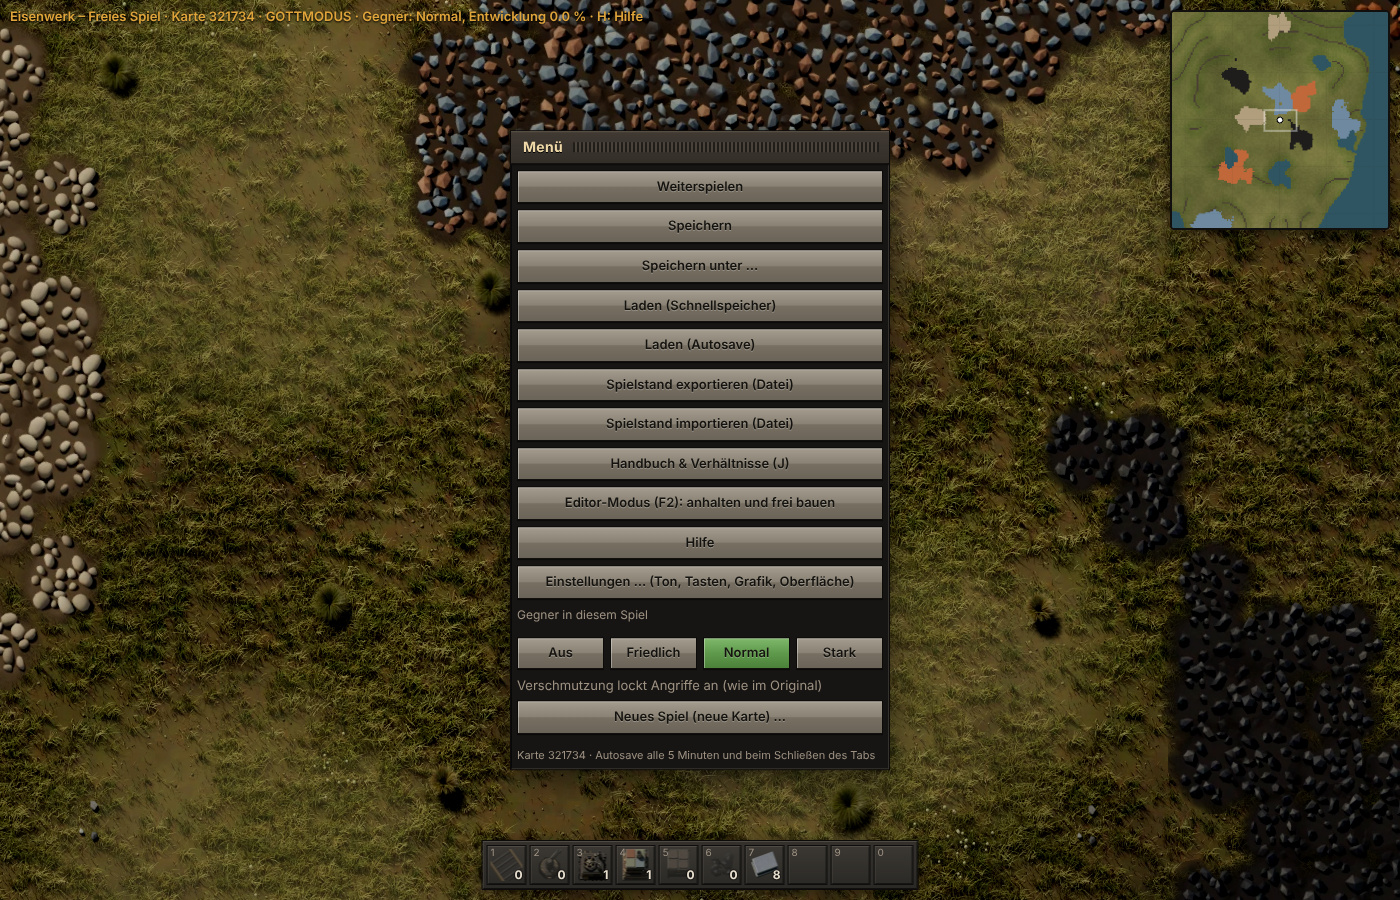 Eisenwerk – Freies Spiel · Karte 321734 · GOTTMODUS · Gegner: Normal, Entwicklung 0.0 % · H: Hilfe
Menü
Weiterspielen
Speichern
Speichern unter ...
Laden (Schnellspeicher)
Laden (Autosave)
Spielstand exportieren (Datei)
Spielstand importieren (Datei)
Handbuch & Verhältnisse (J)
Editor-Modus (F2): anhalten und frei bauen
Hilfe
Einstellungen ... (Ton, Tasten, Grafik, Oberfläche)
Gegner in diesem Spiel
Aus Friedlich Normal Stark
Verschmutzung lockt Angriffe an (wie im Original)
Neues Spiel (neue Karte) ...
Karte 321734 · Autosave alle 5 Minuten und beim Schließen des Tabs
1 2 3 4 5 6 7 8 9 0
0 0 1 1 0 0 8